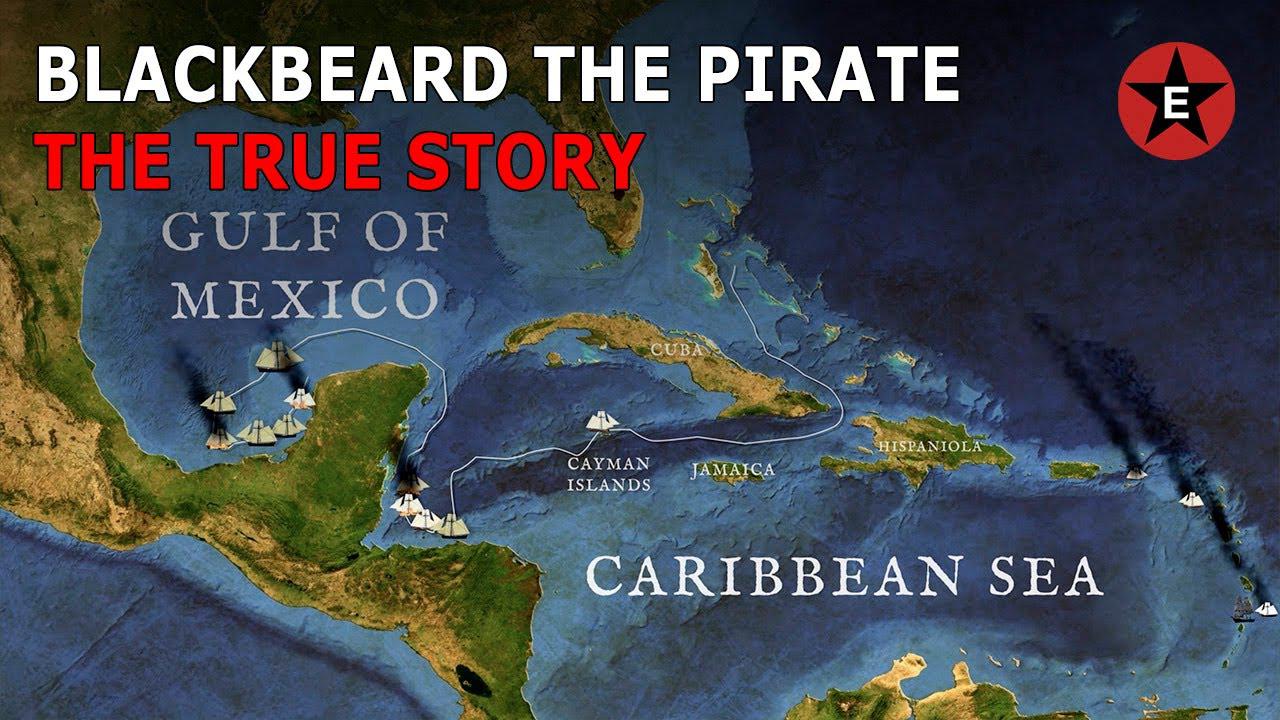 BLACKBEARD THE PIRATE
THE TRUE STORY
E
GULF OF
MEXICO
CUBA
CAYMAN
ISLANDS
JAMAICA
HISPANIOLA
CARIBBEAN SEA